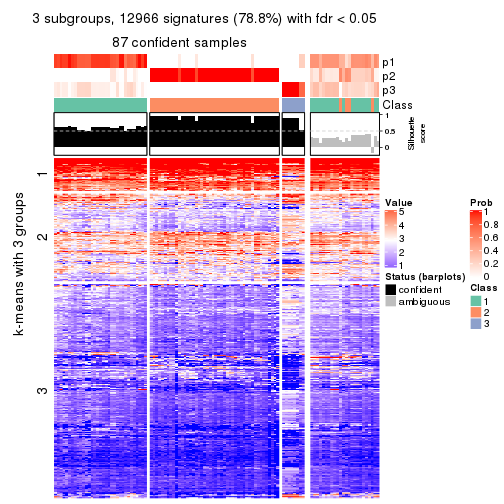 3 subgroups, 12966 signatures (78.8%) with fdr < 0.05
87 confident samples
p1
p2
p3
Class
1
0.5
0
Silhouette
score
k-means with 3 groups
1
2
3
Value
5
4
3
2
1
Status (barplots)
confident
ambiguous
Prob
1
0.8
0.6
0.4
0.2
0
Class
1
2
3